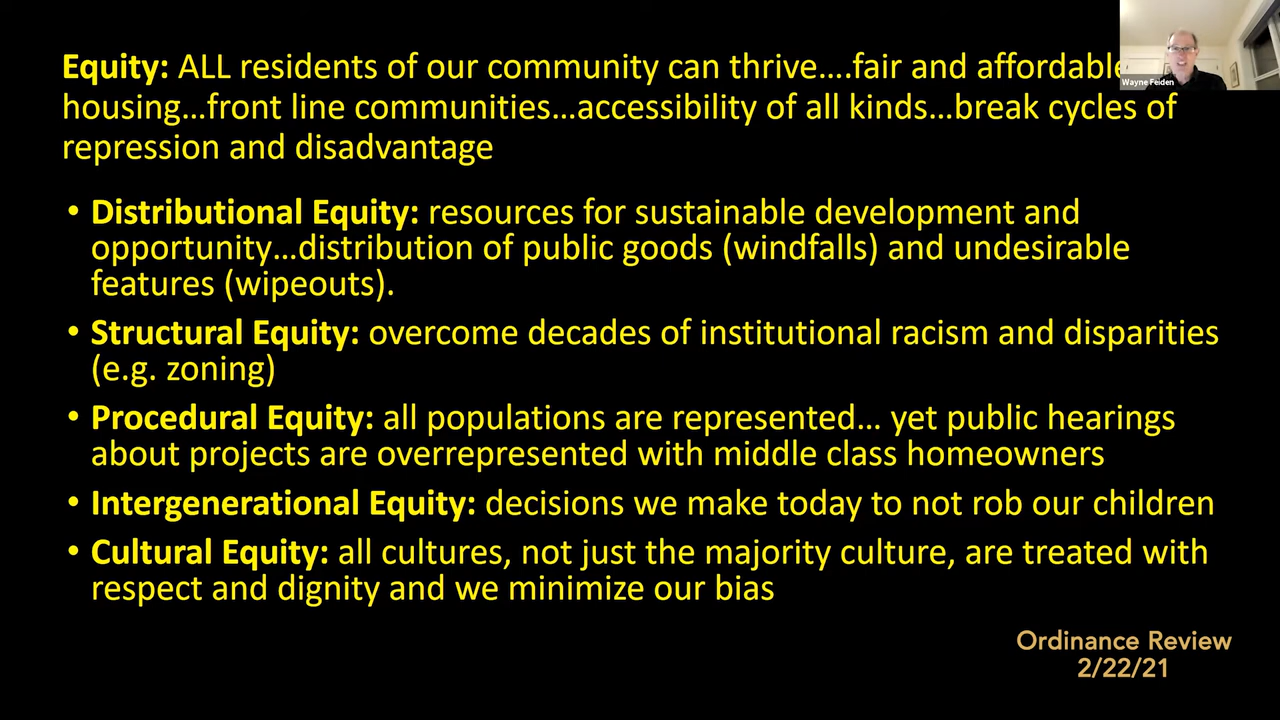 Equity: ALL residents of our community can thrive....fair and affordable
housing...front line communities...accessibility of all kinds...break cycles of
repression and disadvantage
• Distributional Equity: resources for sustainable development and
opportunity...distribution of public goods (windfalls) and undesirable
features (wipeouts).
• Structural Equity: overcome decades of institutional racism and disparities
(e.g. zoning)
• Procedural Equity: all populations are represented... yet public hearings
about projects are overrepresented with middle class homeowners
• Intergenerational Equity: decisions we make today to not rob our children
• Cultural Equity: all cultures, not just the majority culture, are treated with
respect and dignity and we minimize our bias
Wayne Feiden
Ordinance Review
2/22/21